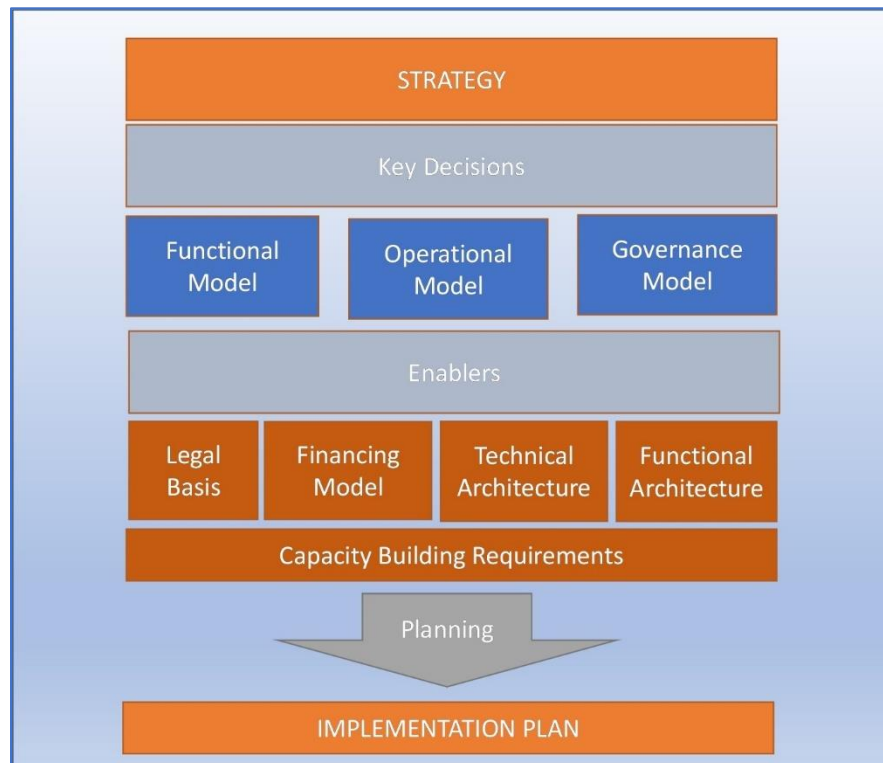 STRATEGY
Key Decisions
Functional
Model
Operational
Model
Governance
Model
Enablers
Legal
Basis
Financing
Model
Technical
Architecture
Functional
Architecture
Capacity Building Requirements
Planning
IMPLEMENTATION PLAN